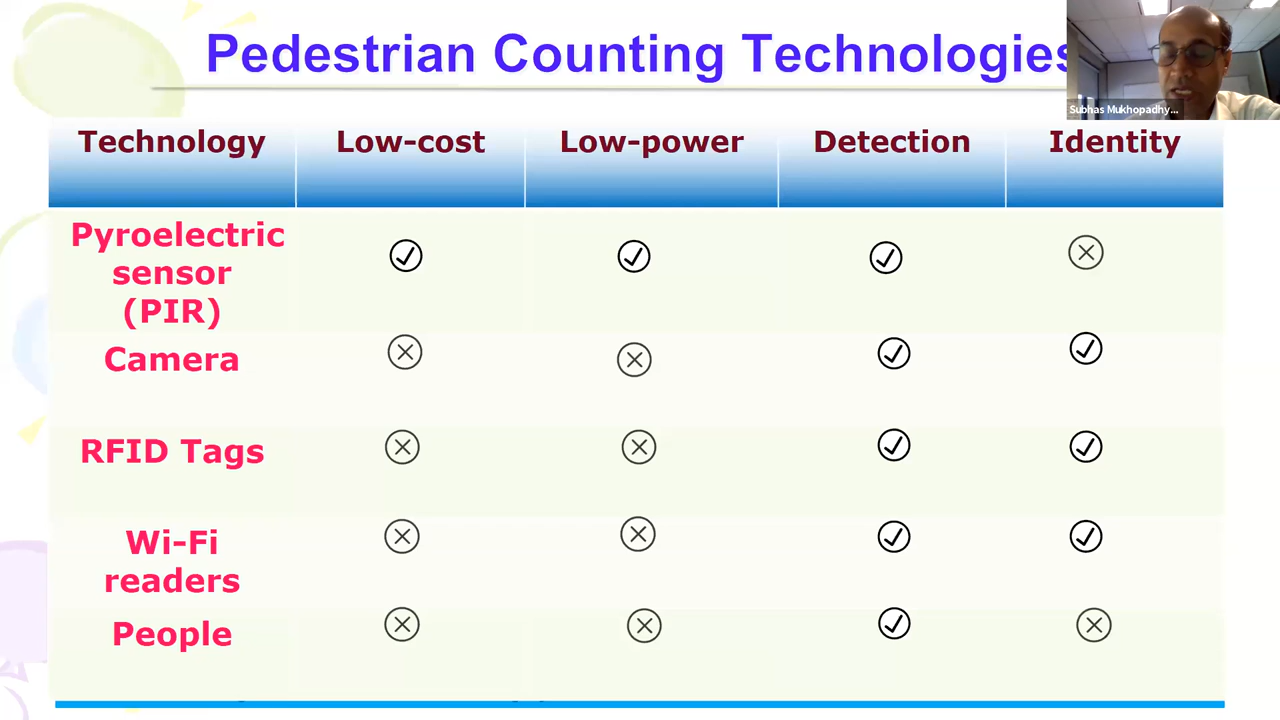 Pedestrian Counting Technologies
Subhas Mukhopadhy...
Technology Low-cost Low-power Detection Identity
Pyroelectric
sensor
(PIR)
Camera
RFID Tags
Wi-Fi
readers
People